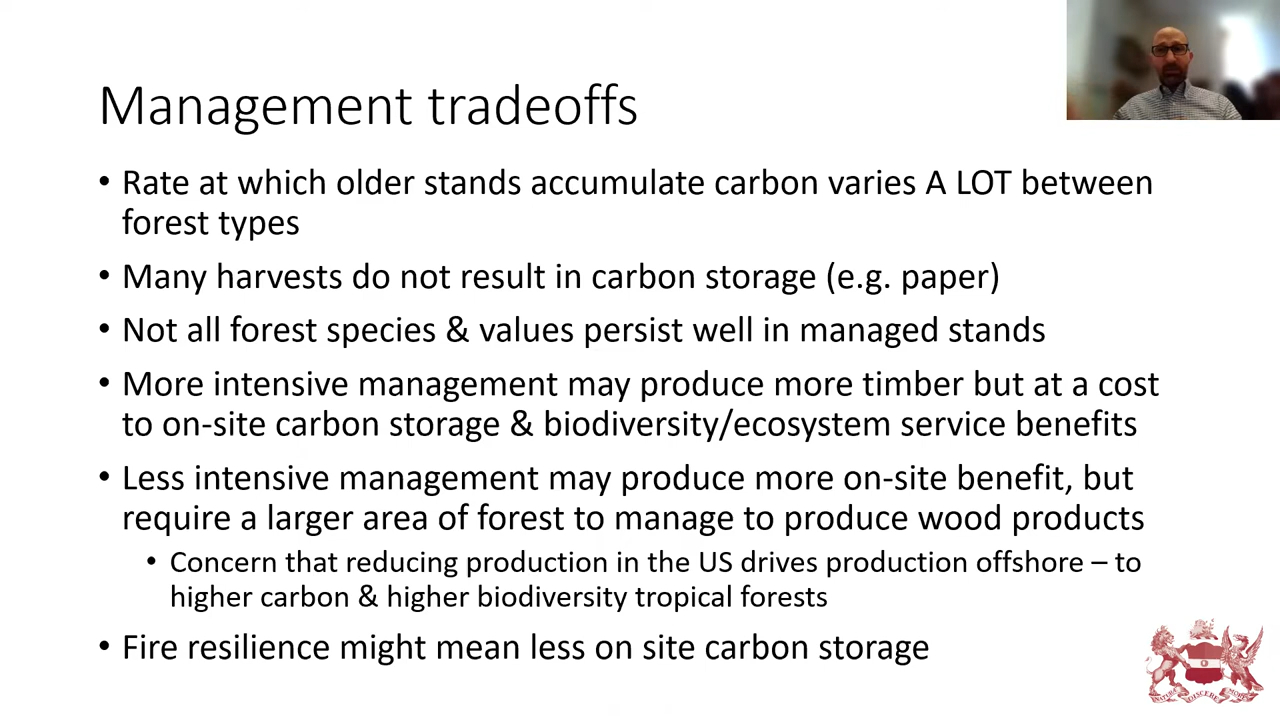 Management tradeoffs
• Rate at which older stands accumulate carbon varies A LOT between
forest types
• Many harvests do not result in carbon storage (e.g. paper)
• Not all forest species & values persist well in managed stands
• More intensive management may produce more timber but at a cost
to on-site carbon storage & biodiversity/ecosystem service benefits
• Less intensive management may produce more on-site benefit, but
require a larger area of forest to manage to produce wood products
• Concern that reducing production in the US drives production offshore – to
higher carbon & higher biodiversity tropical forests
• Fire resilience might mean less on site carbon storage
DISCERE